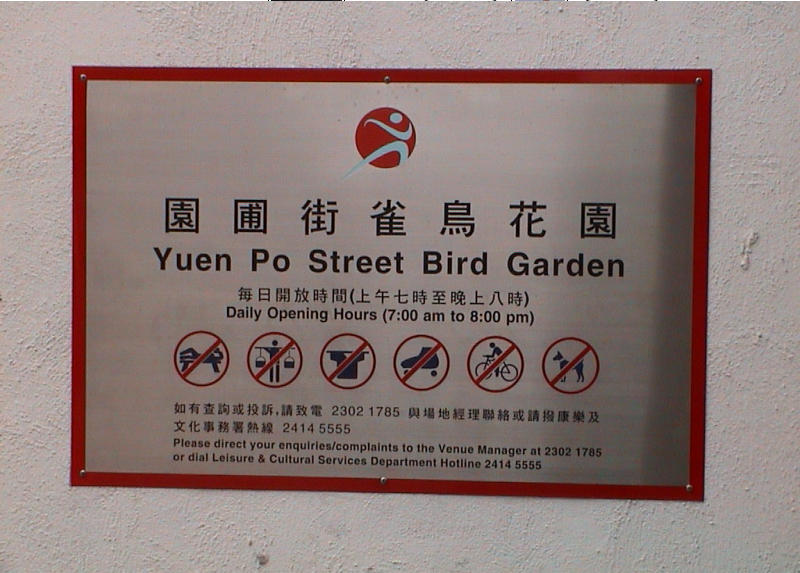 園圃街雀鳥花園
Yuen Po Street Bird Garden
每日開放時間(上午七時至晚上八時)
Daily Opening Hours (7:00 am to 8:00 pm)
如有查詢或投訴,請致電 2302 1785 與場地經理聯絡或請撥康樂及
文化事務署熱線 2414 5555
Please direct your enquiries/complaints to the Venue Manager at 2302 1785
or dial Leisure & Cultural Services Department Hotline 2414 5555